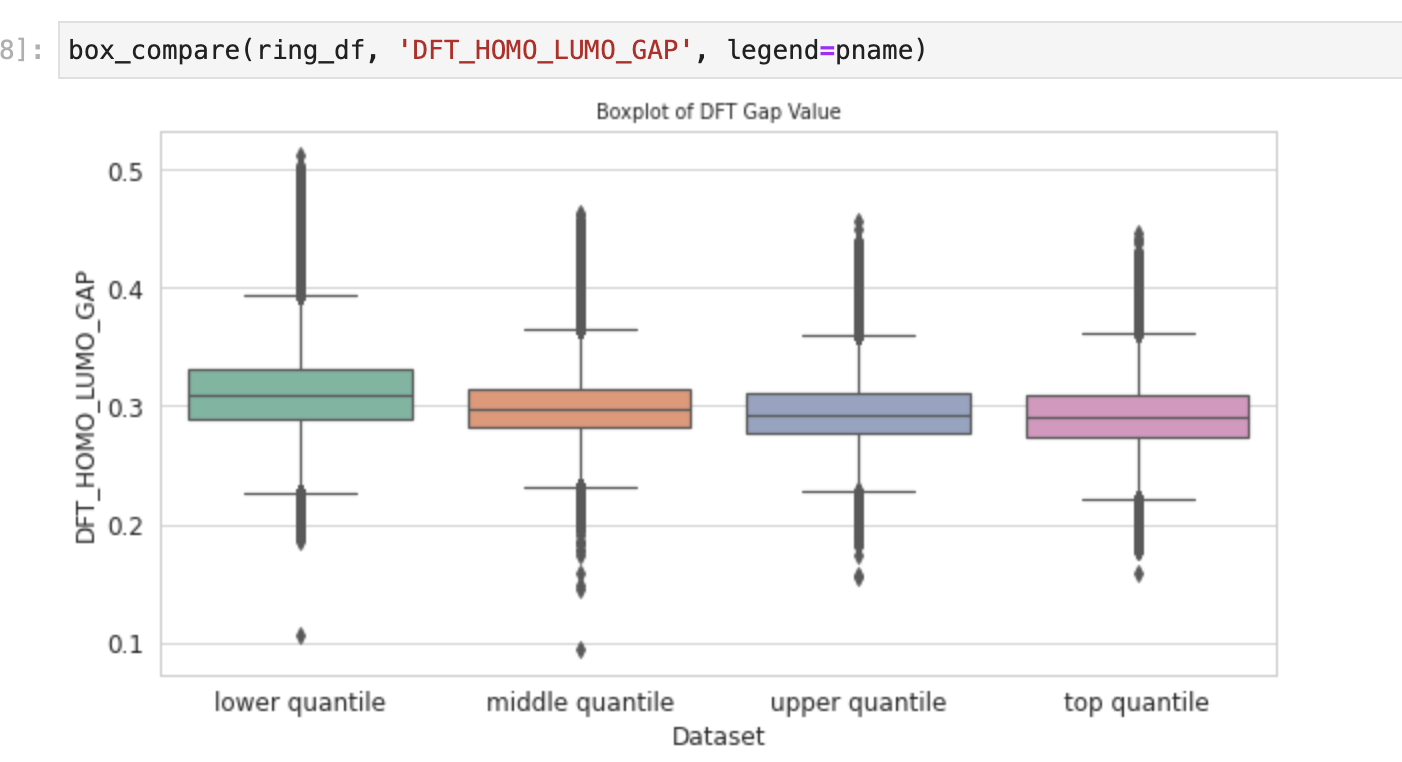 8]: box_compare(ring_df, 'DFT_HOMO_LUMO_GAP', legend=pname)
Boxplot of DFT Gap Value
DFT_HOMO_LUMO_GAP
0.5
0.4
0.3
0.2
0.1
lower quantile middle quantile upper quantile top quantile
Dataset